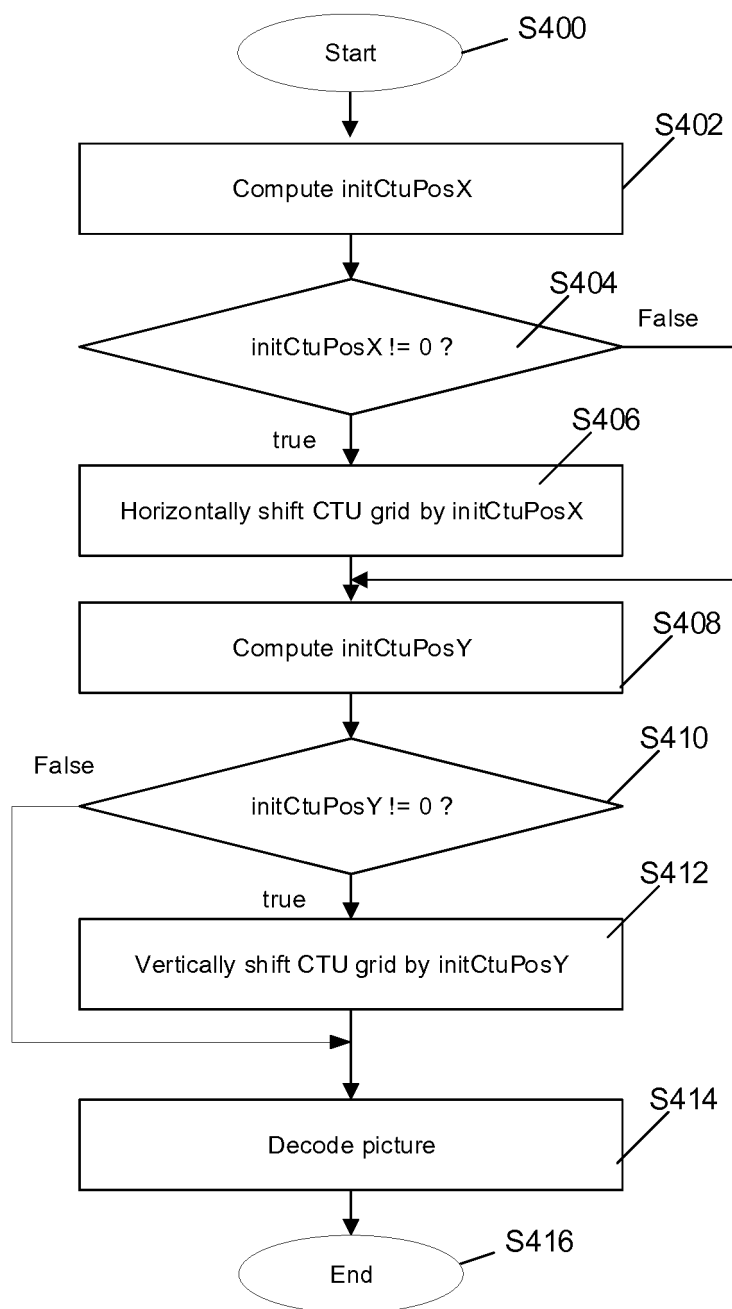 S400
Start
S402
Compute initCtuPosX
S404
False
initCtuPosX != 0 ?
true
S406
Horizontally shift CTU grid by initCtuPosX
S408
Compute initCtuPosY
S410
False
initCtuPosY != 0 ?
true
S412
Vertically shift CTU grid by initCtuPosY
S414
Decode picture
S416
End